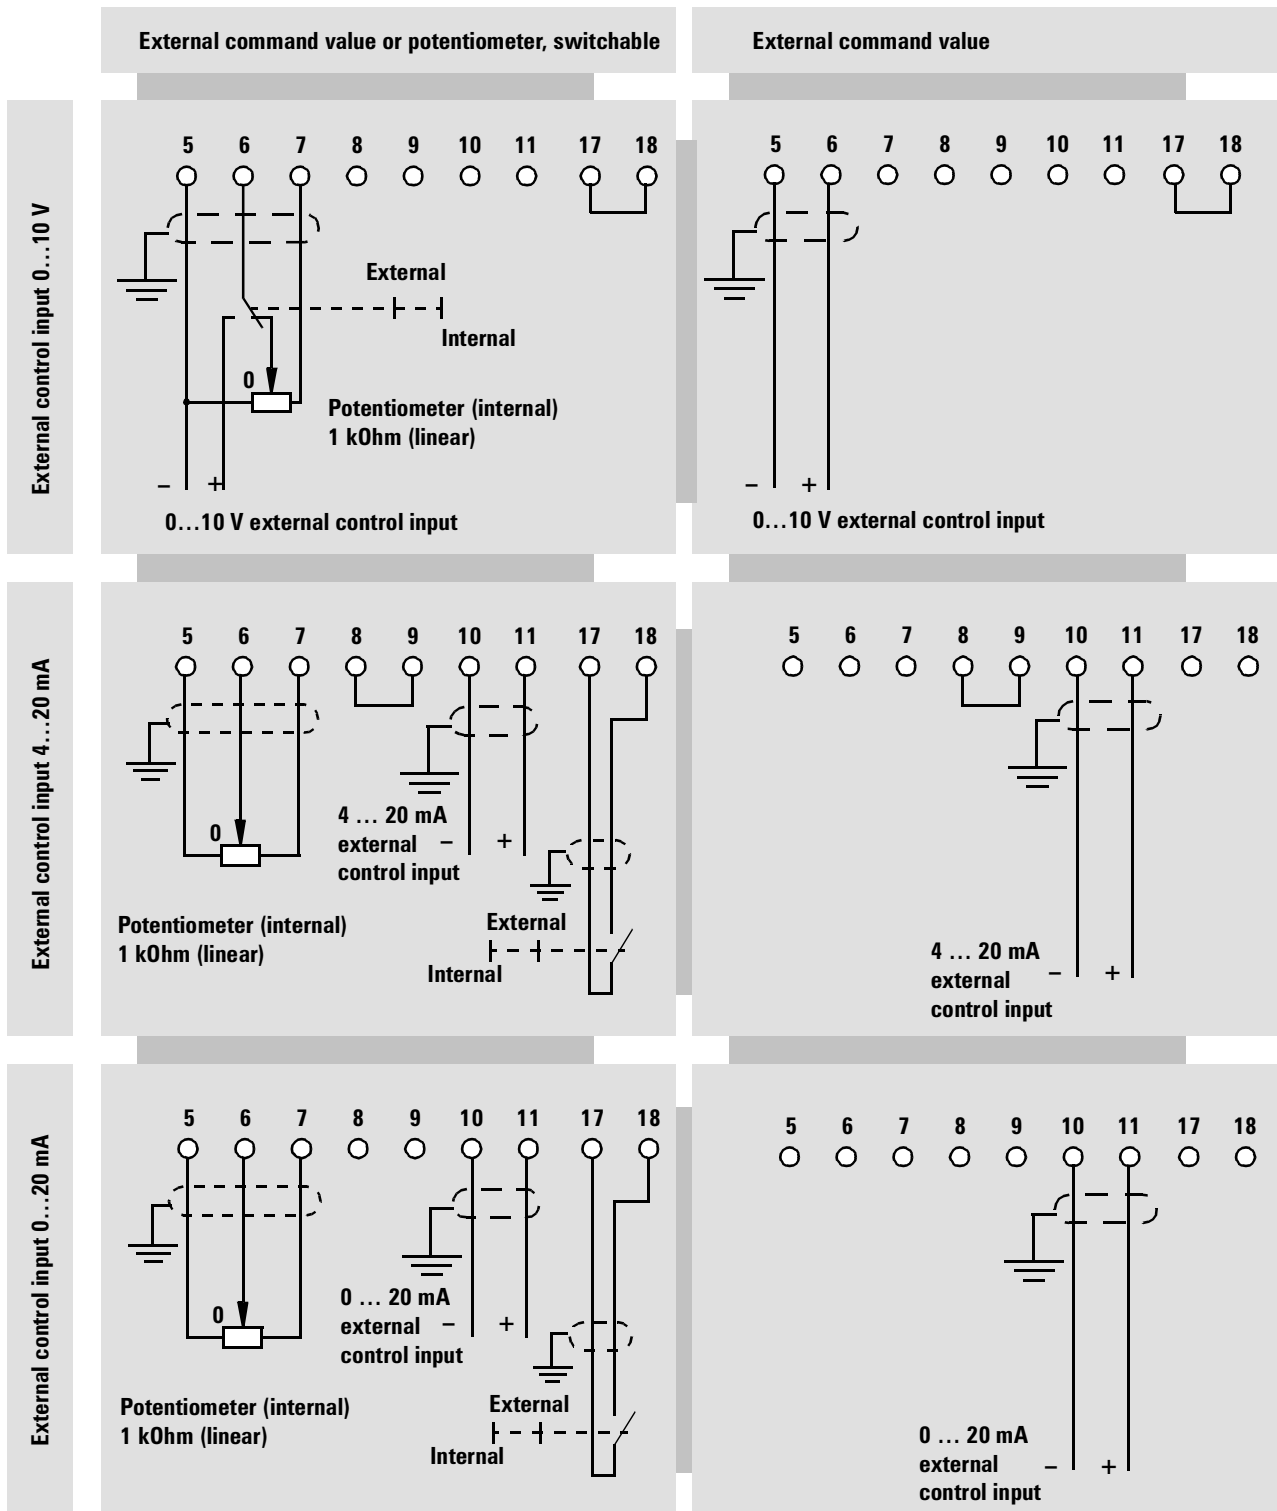 External command value or potentiometer, switchable
External command value
External control input 0...10 V
5 6 7 8 9 10 11 17 18
External
Internal
0
Potentiometer (internal)
1 kOhm (linear)
– +
0...10 V external control input
5 6 7 8 9 10 11 17 18
– +
0...10 V external control input
External control input 4...20 mA
5 6 7 8 9 10 11 17 18
0
4 ... 20 mA
external – +
control input
Potentiometer (internal)
1 kOhm (linear)
External
Internal
5 6 7 8 9 10 11 17 18
4 ... 20 mA
external – +
control input
External control input 0...20 mA
5 6 7 8 9 10 11 17 18
0
0 ... 20 mA
external – +
control input
Potentiometer (internal)
1 kOhm (linear)
External
Internal
5 6 7 8 9 10 11 17 18
0 ... 20 mA
external – +
control input